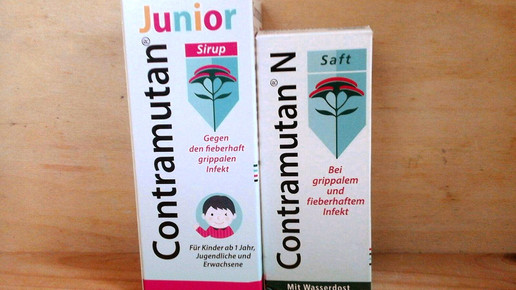 Junior
Contramutan®
Sirup
Gegen
den fieberhaft
grippalen
Infekt
Für Kinder ab 1 Jahr,
Jugendliche und
Erwachsene
Contramutan® N
Saft
Bei
grippalem
und
fieberhaftem
Infekt
Mit Wasserdost